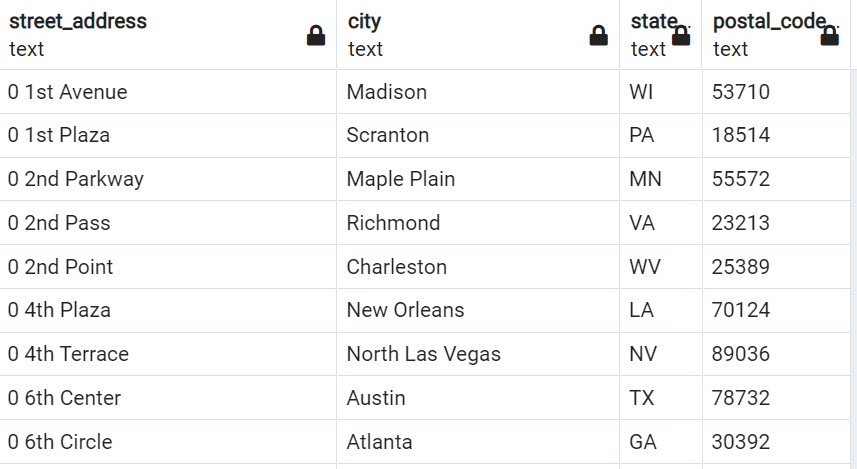 street_address city state postal_code
text text text text
0 1st Avenue Madison WI 53710
0 1st Plaza Scranton PA 18514
0 2nd Parkway Maple Plain MN 55572
0 2nd Pass Richmond VA 23213
0 2nd Point Charleston WV 25389
0 4th Plaza New Orleans LA 70124
0 4th Terrace North Las Vegas NV 89036
0 6th Center Austin TX 78732
0 6th Circle Atlanta GA 30392